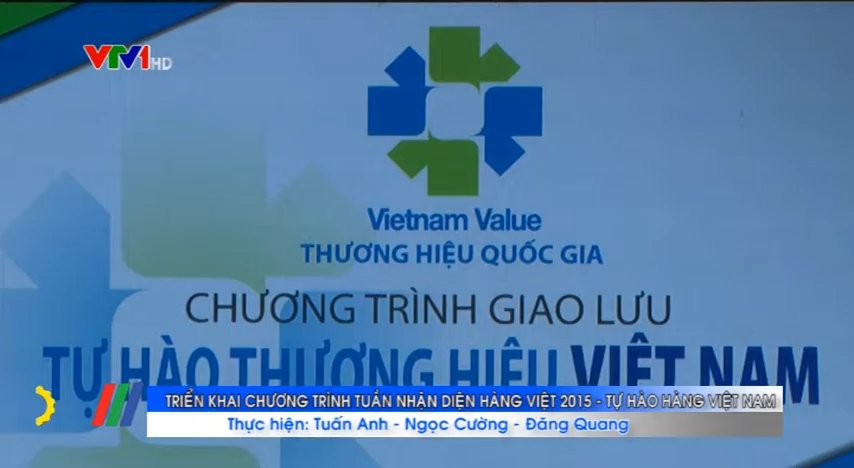 VTV1 HD
Vietnam Value
THƯƠNG HIỆU QUỐC GIA
CHƯƠNG TRÌNH GIAO LƯU
TỰ HÀO THƯƠNG HIỆU VIỆT NAM
TRIỂN KHAI CHƯƠNG TRÌNH TUẦN NHẬN DIỆN HÀNG VIỆT 2015 - TỰ HÀO HÀNG VIỆT NAM
Thực hiện: Tuấn Anh - Ngọc Cường - Đăng Quang